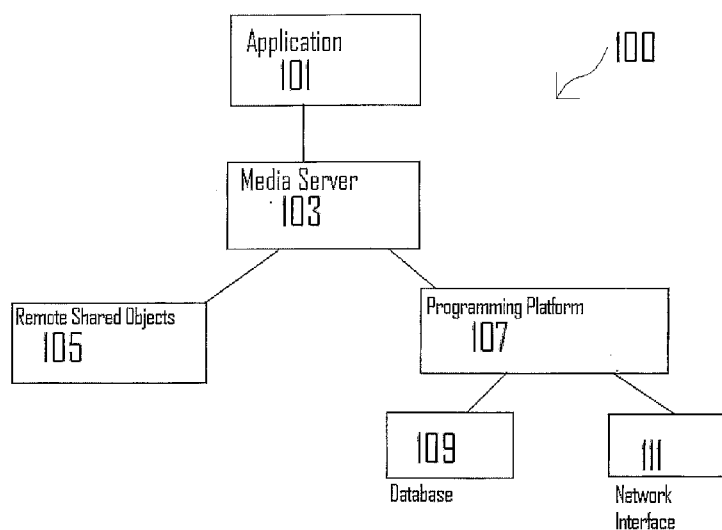 Application
101
100
Media Server
103
Remote Shared Objects
105
Programming Platform
107
109
Database
111
Network
Interface